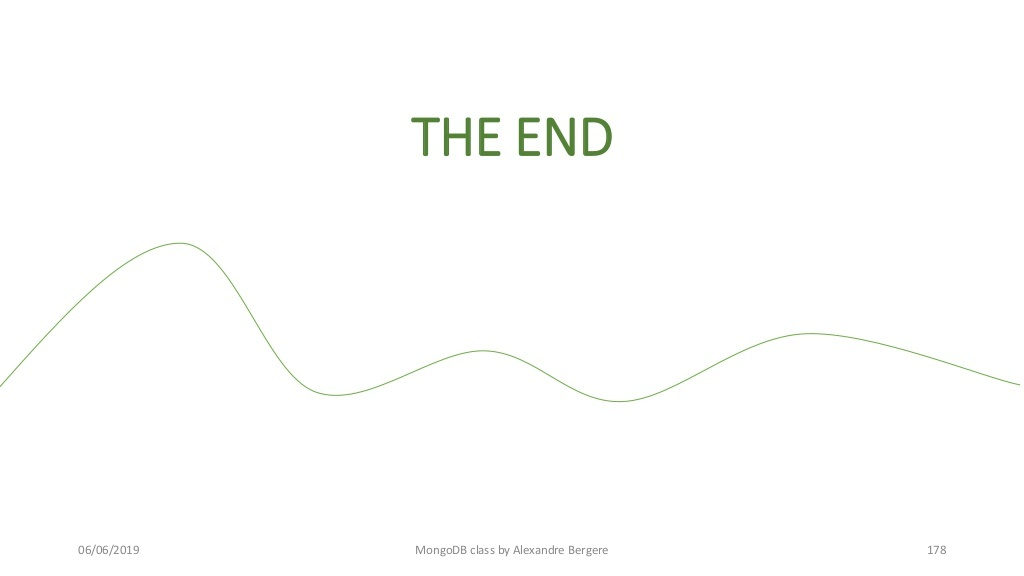 THE END
06/06/2019
MongoDB class by Alexandre Bergere
178